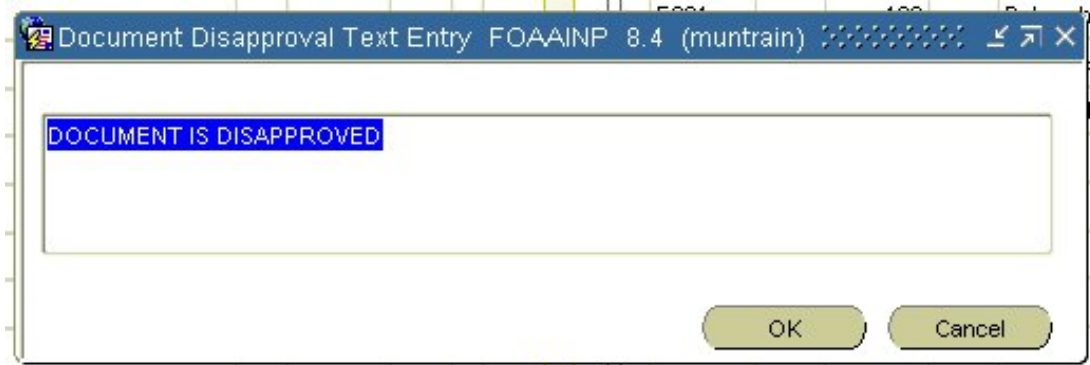 Document Disapproval Text Entry FOAAINP 8.4 (muntrain)
DOCUMENT IS DISAPPROVED
OK Cancel